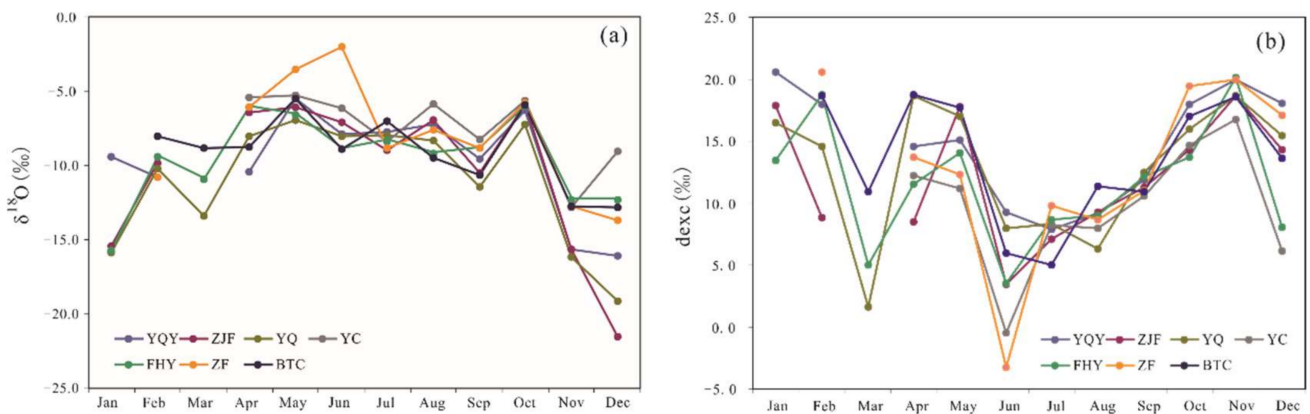 0.0
−5.0
−10.0
−15.0
−20.0
−25.0
δ¹⁸O (‰)
(a)
YQY ZJF YQ YC
FHY ZF BTC
Jan Feb Mar Apr May Jun Jul Aug Sep Oct Nov Dec
25.0
20.0
15.0
10.0
5.0
0.0
−5.0
dexc (‰)
(b)
YQY ZJF YQ YC
FHY ZF BTC
Jan Feb Mar Apr May Jun Jul Aug Sep Oct Nov Dec